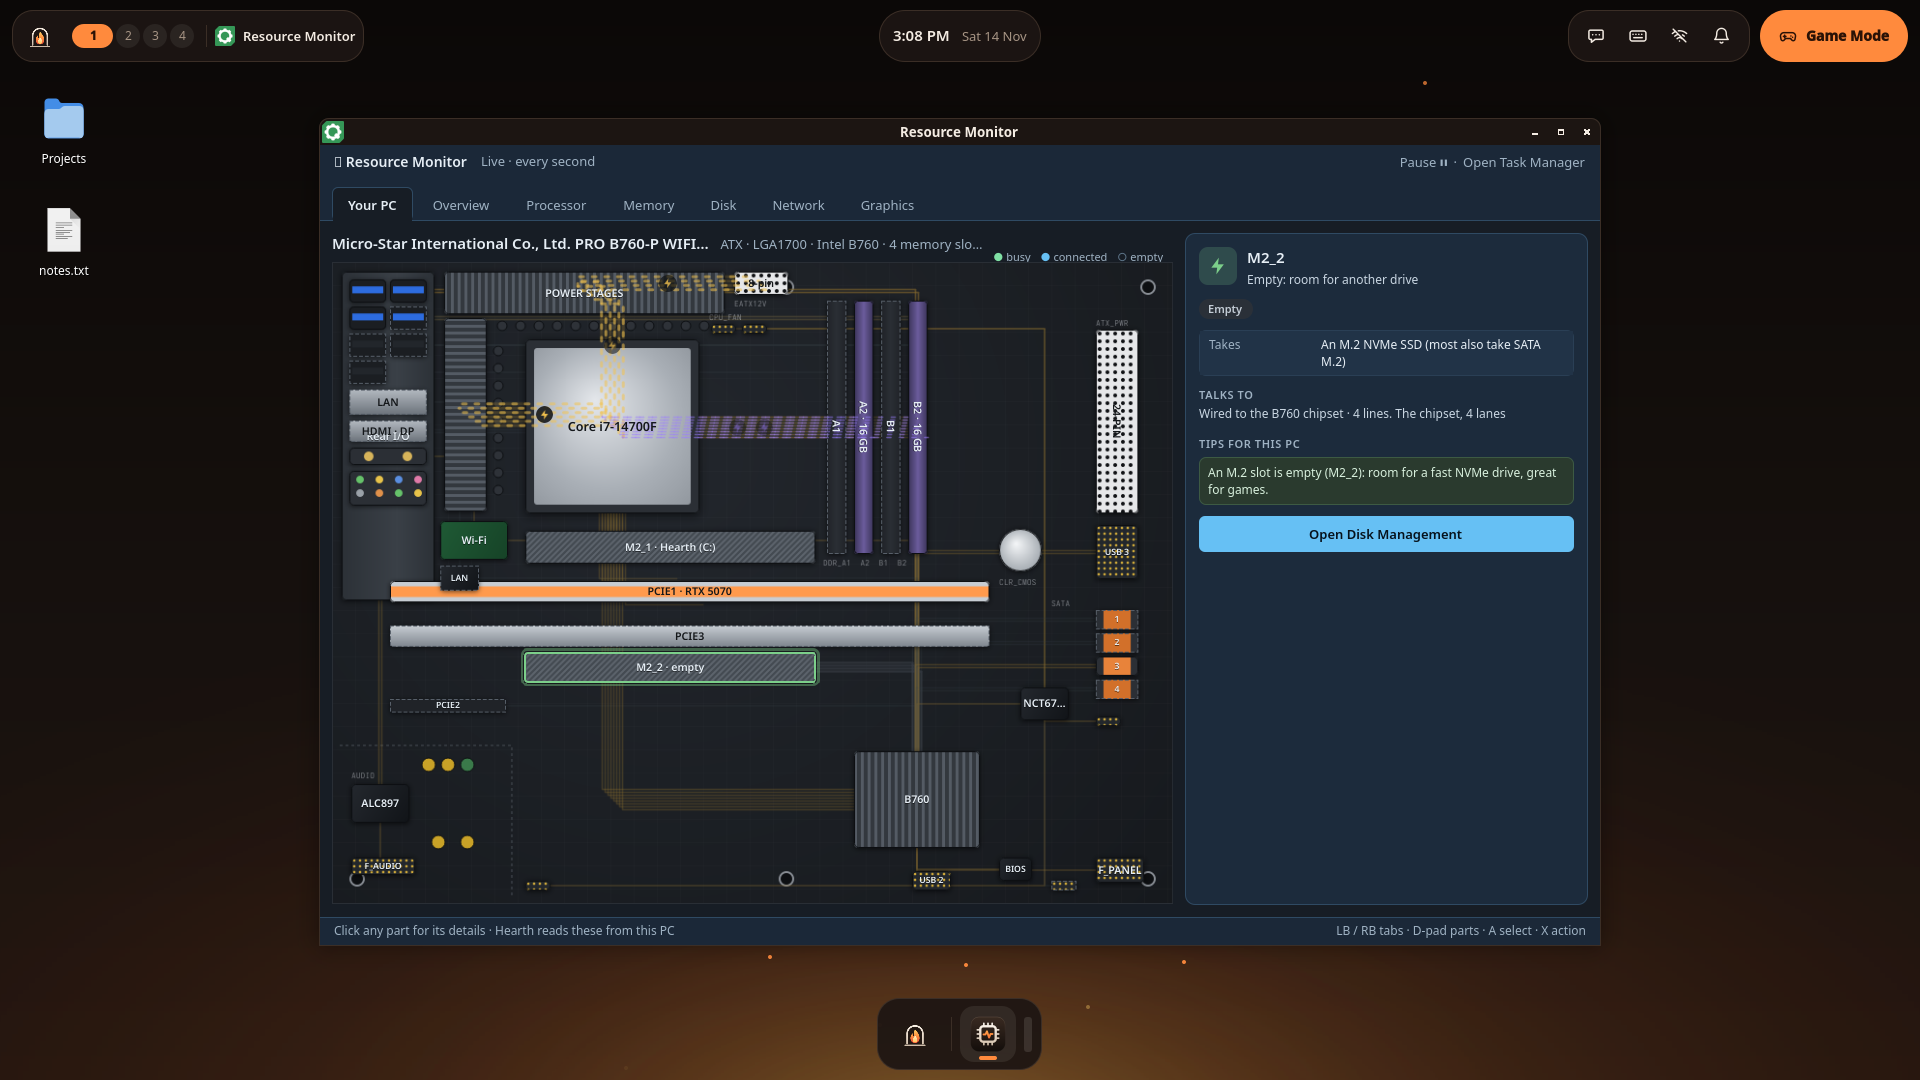 1 2 3 4 Resource Monitor
3:08 PM Sat 14 Nov
Game Mode
Projects
notes.txt
Resource Monitor
Resource Monitor Live · every second
Pause · Open Task Manager
Your PC Overview Processor Memory Disk Network Graphics
Micro-Star International Co., Ltd. PRO B760-P WIFI... ATX · LGA1700 · Intel B760 · 4 memory slo...
busy connected empty
POWER STAGES
8-pin
EATX12V
CPU_FAN
ATX_PWR
LAN
HDMI · DP
Rear I/O
Core i7-14700F
A1
A2 · 16 GB
B1
B2 · 16 GB
24-PIN
Wi-Fi
M2_1 · Hearth (C:)
USB 3
DDR_A1 A2 B1 B2
LAN
CLR_CMOS
PCIE1 · RTX 5070
SATA
1
2
3
4
PCIE3
M2_2 · empty
PCIE2
NCT67...
AUDIO
ALC897
B760
F-AUDIO
USB 2
BIOS
F_PANEL
M2_2
Empty: room for another drive
Empty
Takes An M.2 NVMe SSD (most also take SATA
M.2)
TALKS TO
Wired to the B760 chipset · 4 lines. The chipset, 4 lanes
TIPS FOR THIS PC
An M.2 slot is empty (M2_2): room for a fast NVMe drive, great
for games.
Open Disk Management
Click any part for its details · Hearth reads these from this PC
LB / RB tabs · D-pad parts · A select · X action